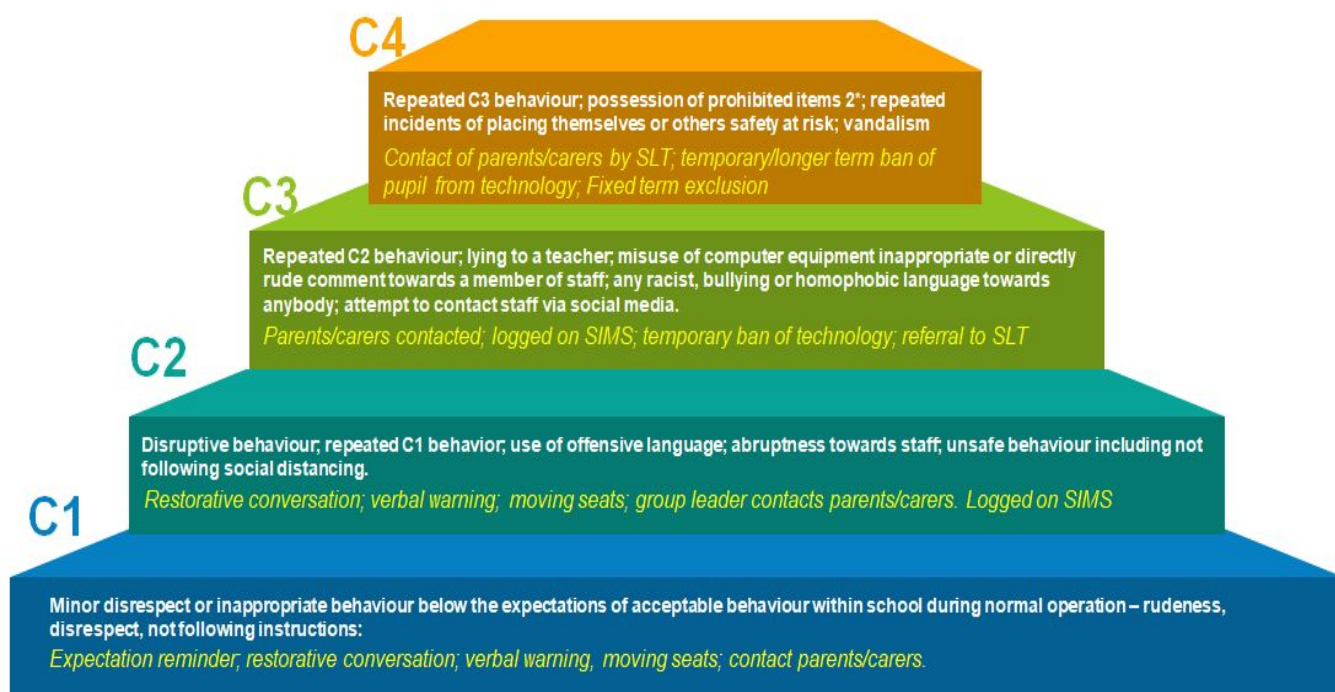 C4
Repeated C3 behaviour; possession of prohibited items 2*; repeated
incidents of placing themselves or others safety at risk; vandalism
Contact of parents/carers by SLT; temporary/longer term ban of
pupil from technology; Fixed term exclusion
C3
Repeated C2 behaviour; lying to a teacher; misuse of computer equipment inappropriate or directly
rude comment towards a member of staff; any racist, bullying or homophobic language towards
anybody; attempt to contact staff via social media.
Parents/carers contacted; logged on SIMS; temporary ban of technology; referral to SLT
C2
Disruptive behaviour; repeated C1 behavior; use of offensive language; abruptness towards staff; unsafe behaviour including not
following social distancing.
Restorative conversation; verbal warning; moving seats; group leader contacts parents/carers. Logged on SIMS
C1
Minor disrespect or inappropriate behaviour below the expectations of acceptable behaviour within school during normal operation – rudeness,
disrespect, not following instructions:
Expectation reminder; restorative conversation; verbal warning, moving seats; contact parents/carers.